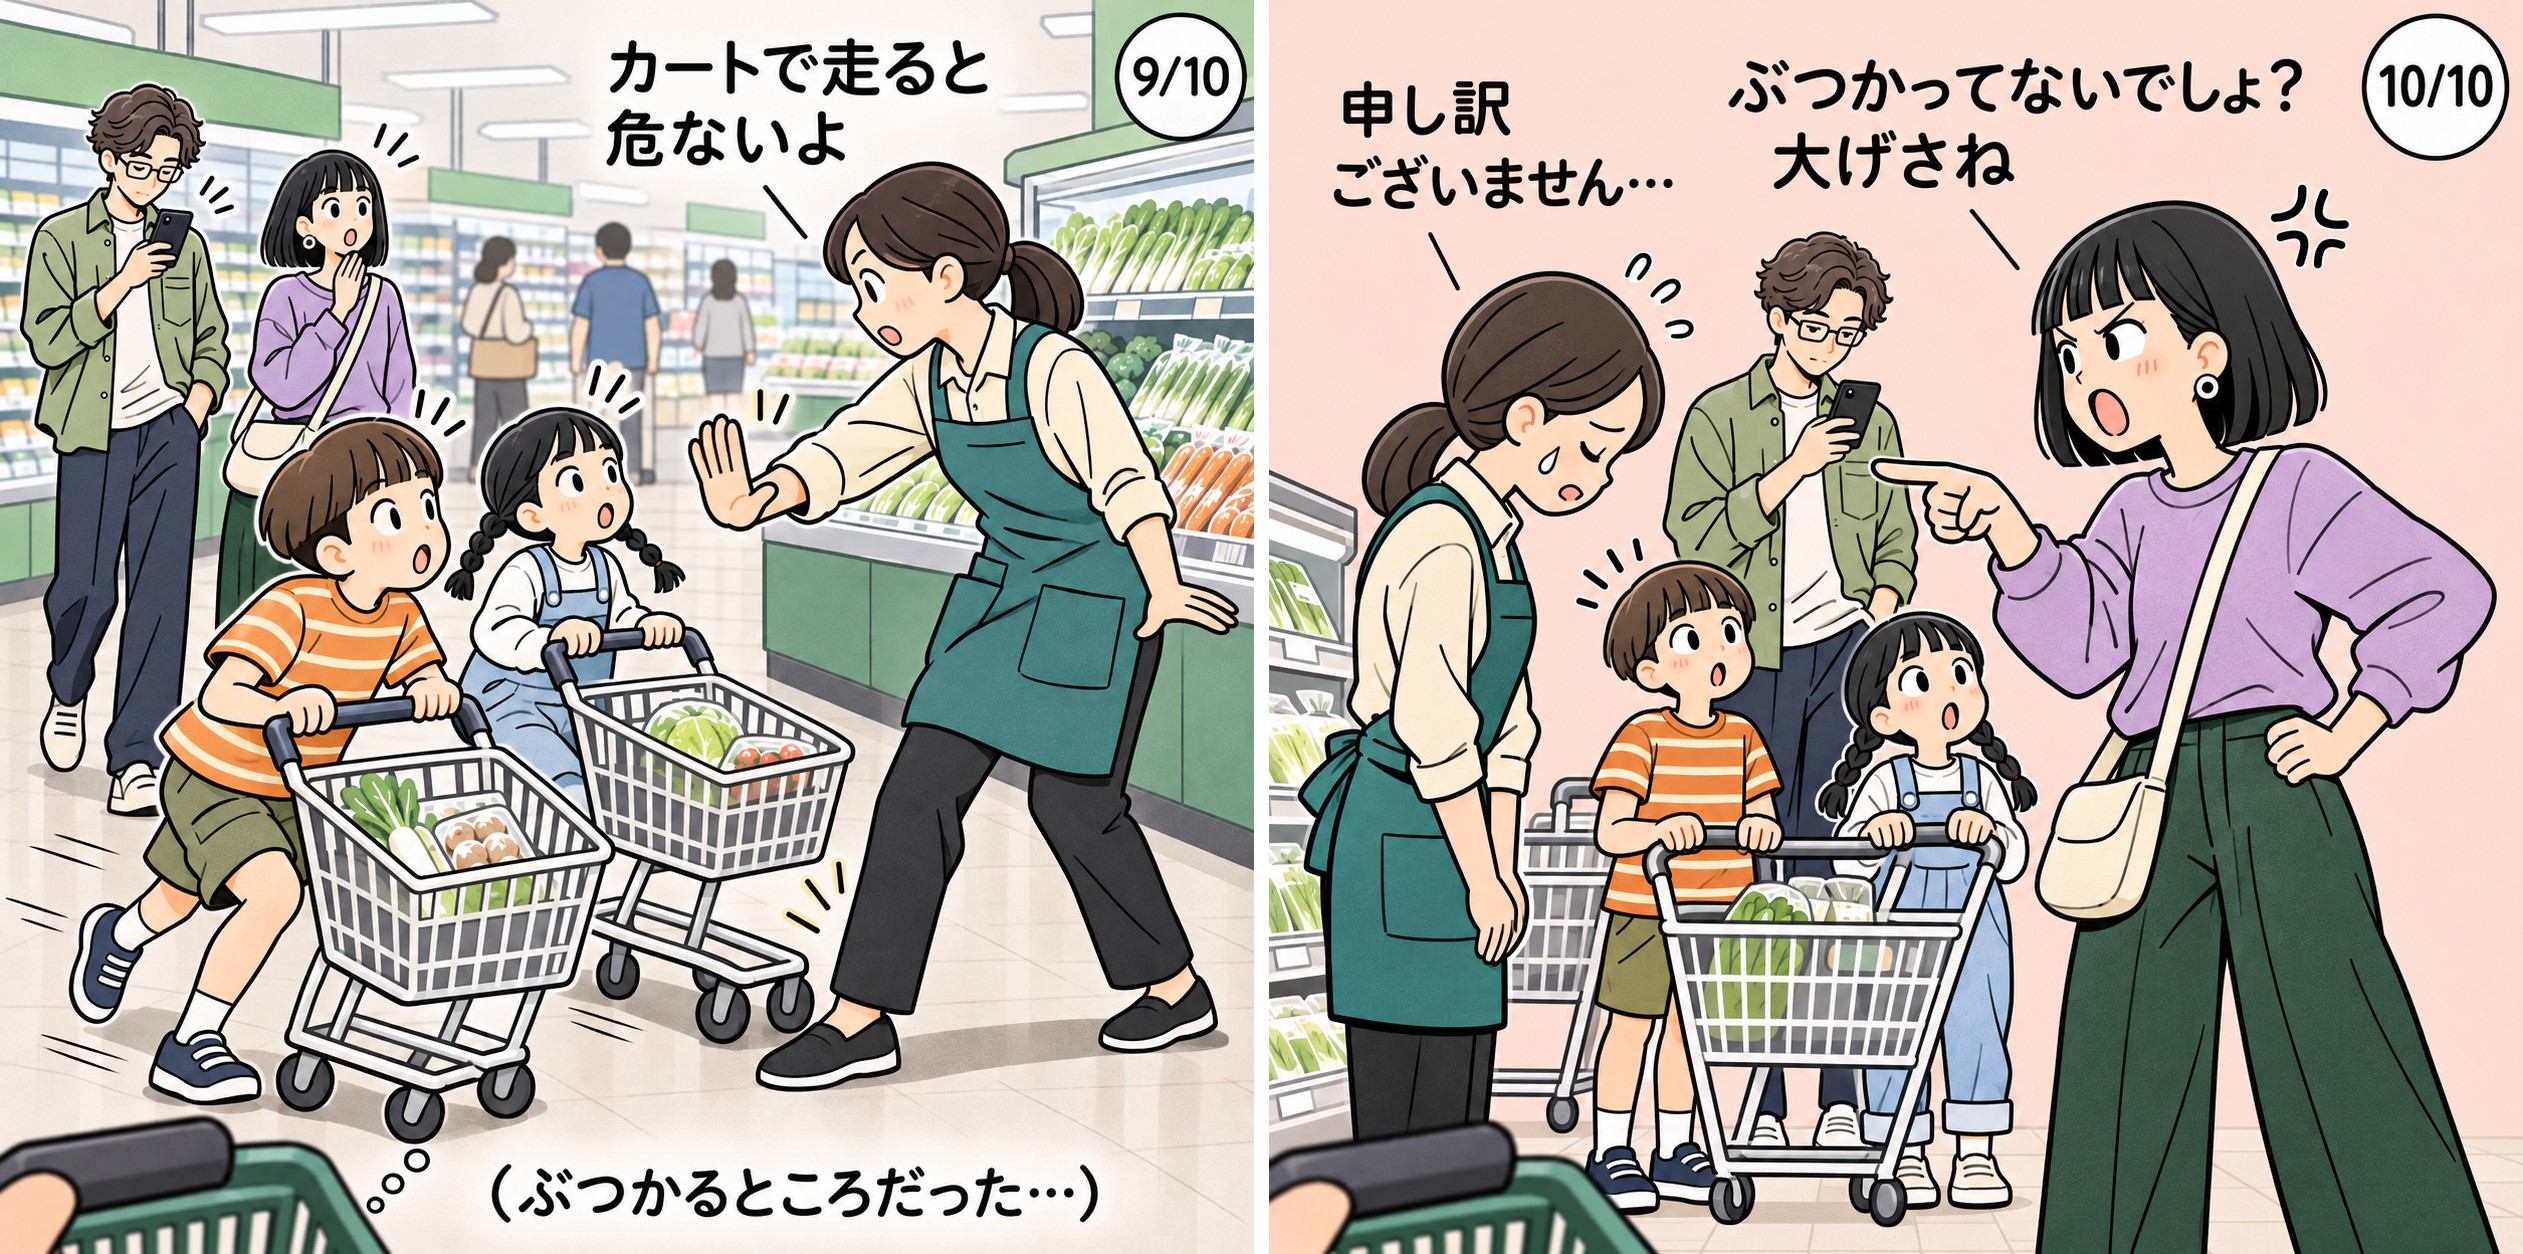 カートで走ると
危ないよ
9/10
(ぶつかるところだった…)
申し訳
ございません…
ぶつかってないでしょ?
大げさね
10/10